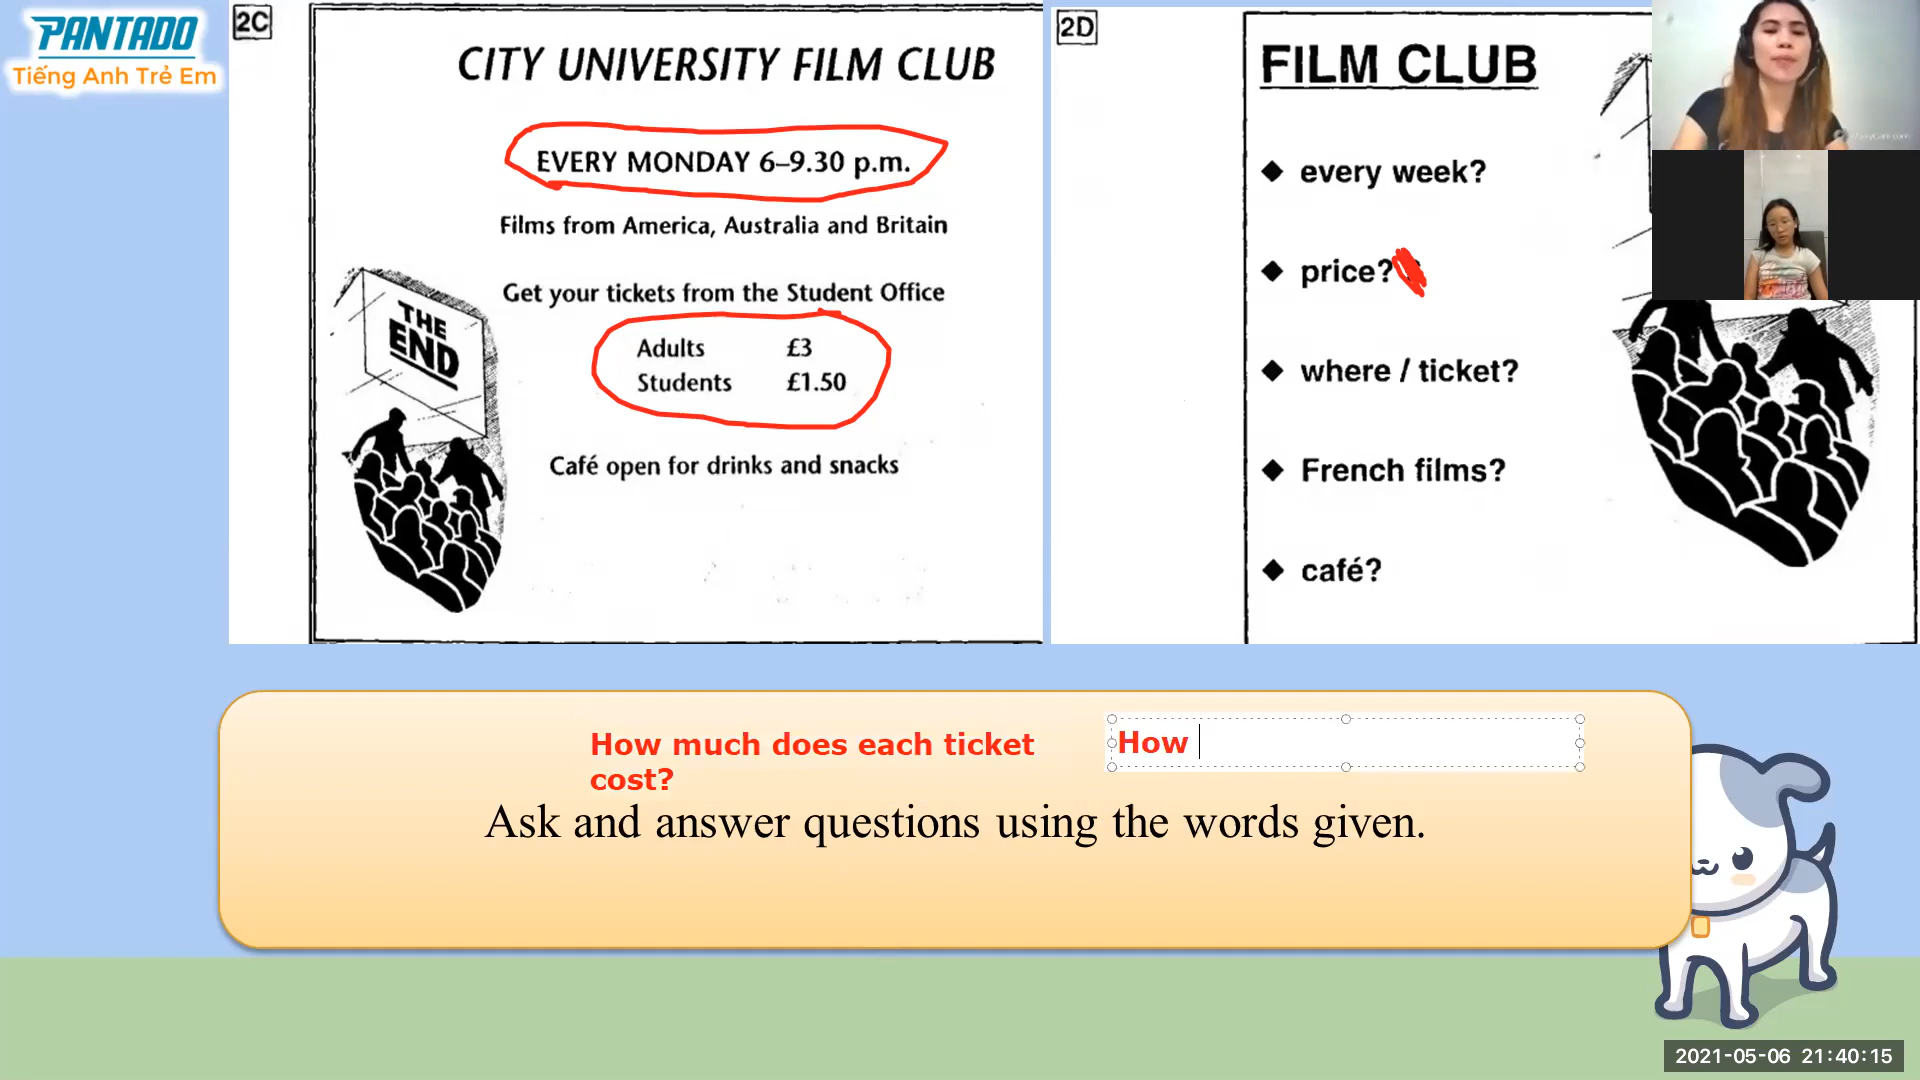 PANTADO
Tiếng Anh Trẻ Em
2C
CITY UNIVERSITY FILM CLUB
EVERY MONDAY 6–9.30 p.m.
Films from America, Australia and Britain
Get your tickets from the Student Office
Adults £3
Students £1.50
Café open for drinks and snacks
THE
END
2D
FILM CLUB
◆ every week?
◆ price?
◆ where / ticket?
◆ French films?
◆ café?
How much does each ticket
cost?
How
Ask and answer questions using the words given.
2021-05-06 21:40:15